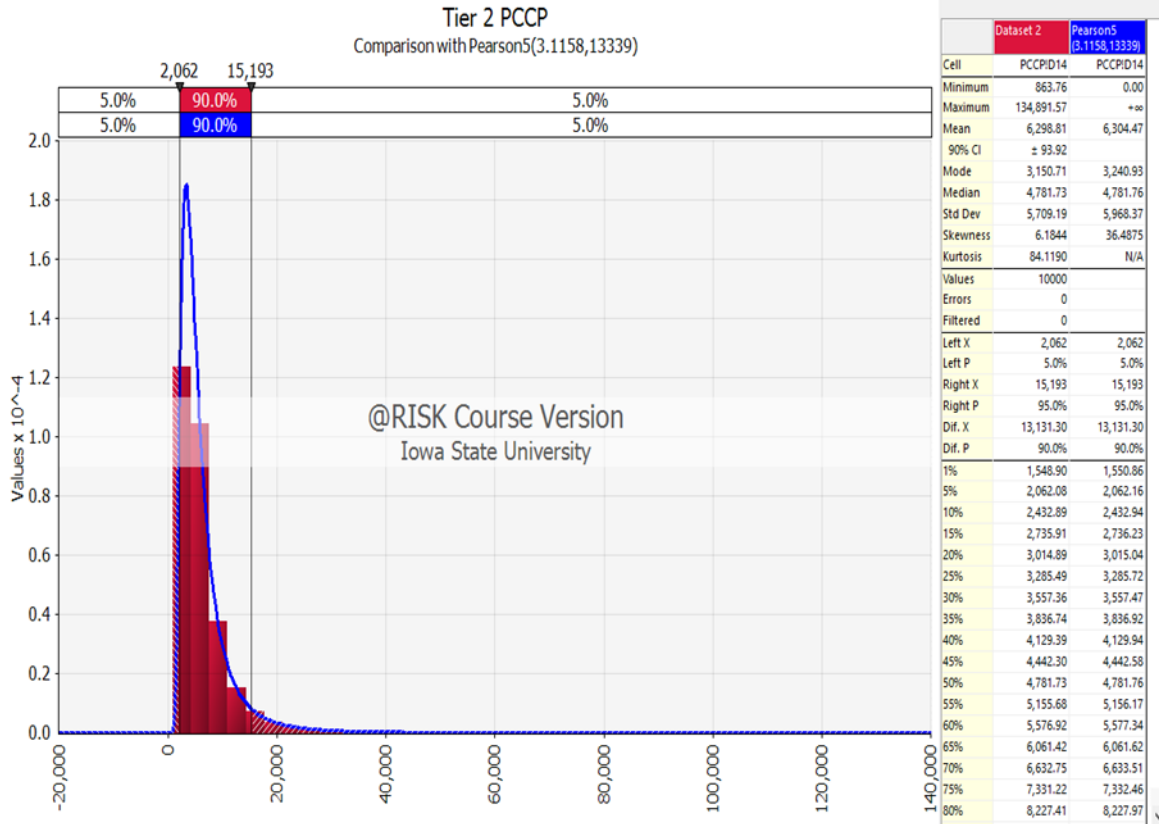 Tier 2 PCCP
Comparison with Pearson5(3.1158,13339)
2,062 15,193
5.0% 90.0% 5.0%
5.0% 90.0% 5.0%
2.0
1.8
1.6
1.4
1.2
1.0
0.8
0.6
0.4
0.2
0.0
Values x 10^-4
@RISK Course Version
Iowa State University
-20,000
0
20,000
40,000
60,000
80,000
100,000
120,000
140,000
Dataset 2 Pearson5
(3.1158,13339)
Cell PCCP!D14 PCCP!D14
Minimum 863.76 0.00
Maximum 134,891.57 +∞
Mean 6,298.81 6,304.47
90% CI ± 93.92
Mode 3,150.71 3,240.93
Median 4,781.73 4,781.76
Std Dev 5,709.19 5,968.37
Skewness 6.1844 36.4875
Kurtosis 84.1190 N/A
Values 10000
Errors 0
Filtered 0
Left X 2,062 2,062
Left P 5.0% 5.0%
Right X 15,193 15,193
Right P 95.0% 95.0%
Dif. X 13,131.30 13,131.30
Dif. P 90.0% 90.0%
1% 1,548.90 1,550.86
5% 2,062.08 2,062.16
10% 2,432.89 2,432.94
15% 2,735.91 2,736.23
20% 3,014.89 3,015.04
25% 3,285.49 3,285.72
30% 3,557.36 3,557.47
35% 3,836.74 3,836.92
40% 4,129.39 4,129.94
45% 4,442.30 4,442.58
50% 4,781.73 4,781.76
55% 5,155.68 5,156.17
60% 5,576.92 5,577.34
65% 6,061.42 6,061.62
70% 6,632.75 6,633.51
75% 7,331.22 7,332.46
80% 8,227.41 8,227.97